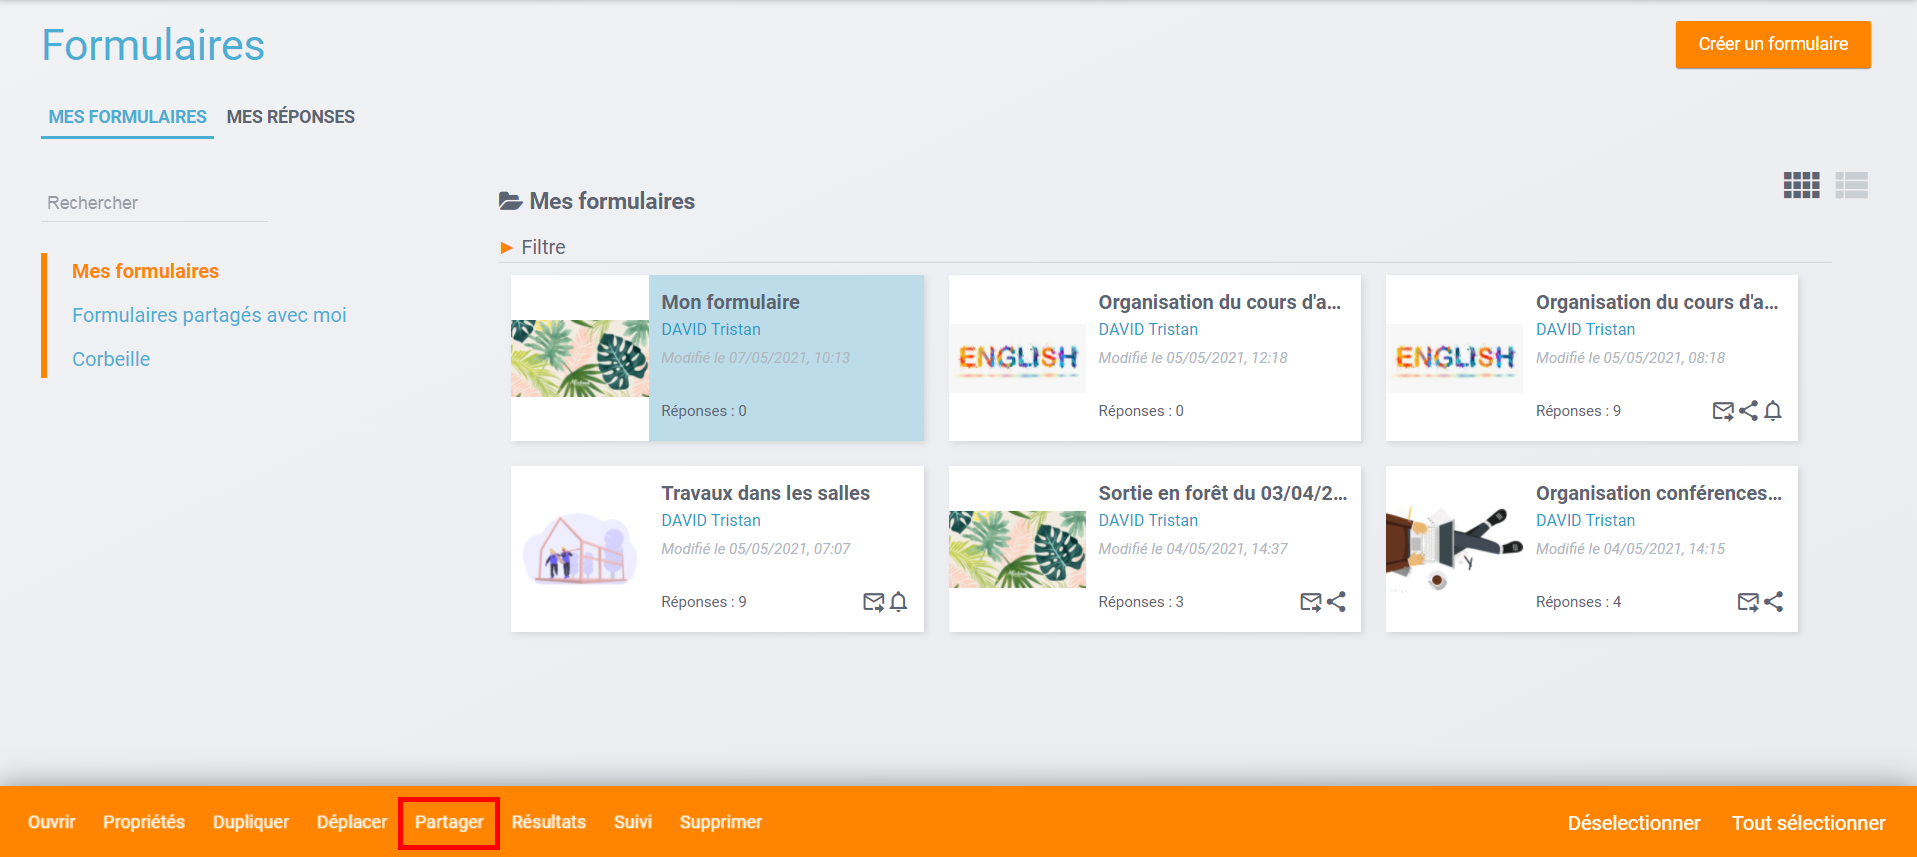 Formulaires
Créer un formulaire
MES FORMULAIRES MES RÉPONSES
Rechercher
Mes formulaires
Formulaires partagés avec moi
Corbeille
Mes formulaires
Filtre
Mon formulaire
DAVID Tristan
Modifié le 07/05/2021, 10:13
Réponses : 0
ENGLISH
Organisation du cours d'a...
DAVID Tristan
Modifié le 05/05/2021, 12:18
Réponses : 0
ENGLISH
Organisation du cours d'a...
DAVID Tristan
Modifié le 05/05/2021, 08:18
Réponses : 9
Travaux dans les salles
DAVID Tristan
Modifié le 05/05/2021, 07:07
Réponses : 9
Sortie en forêt du 03/04/2...
DAVID Tristan
Modifié le 04/05/2021, 14:37
Réponses : 3
Organisation conférences...
DAVID Tristan
Modifié le 04/05/2021, 14:15
Réponses : 4
Ouvrir Propriétés Dupliquer Déplacer Partager Résultats Suivi Supprimer Déselectionner Tout sélectionner